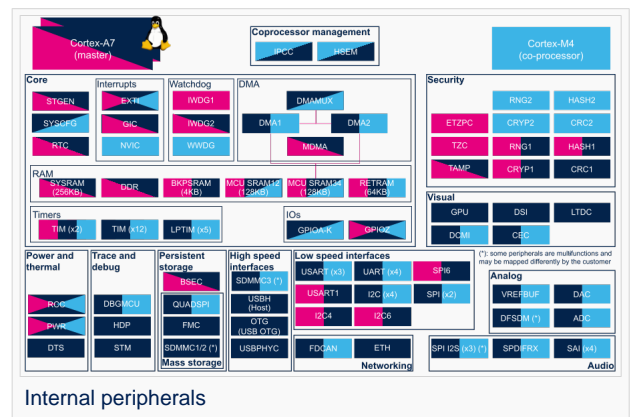 Cortex-A7
(master)
Coprocessor management
IPCC
HSEM
Cortex-M4
(co-processor)
Core
STGEN
SYSCFG
RTC
Interrupts
EXTI
GIC
NVIC
Watchdog
IWDG1
IWDG2
WWDG
DMA
DMAMUX
DMA1
DMA2
MDMA
Security
RNG2
HASH2
ETZPC
CRYP2
CRC2
TZC
RNG1
HASH1
TAMP
CRYP1
CRC1
RAM
SYSRAM
(256KB)
DDR
BKPSRAM
(4KB)
MCU SRAM12
(128KB)
MCU SRAM34
(128KB)
RETRAM
(64KB)
Timers
TIM (x2)
TIM (x12)
LPTIM (x5)
IOs
GPIOA-K
GPIOZ
Visual
GPU
DSI
LTDC
DCMI
CEC
Power and
thermal
RCC
PWR
DTS
Trace and
debug
DBGMCU
HDP
STM
Persistent
storage
BSEC
QUADSPI
FMC
SDMMC1/2 (*)
Mass storage
High speed
interfaces
SDMMC3 (*)
USBH
(Host)
OTG
(USB OTG)
USBPHYC
Low speed interfaces
USART (x3)
UART (x4)
SPI6
USART1
I2C (x4)
SPI (x2)
I2C4
I2C6
(*): some peripherals are multifunctions and
may be mapped differently by the customer
Analog
VREFBUF
DAC
DFSDM (*)
ADC
FDCAN
ETH
Networking
SPI I2S (x3) (*)
SPDIFRX
SAI (x4)
Audio
Internal peripherals